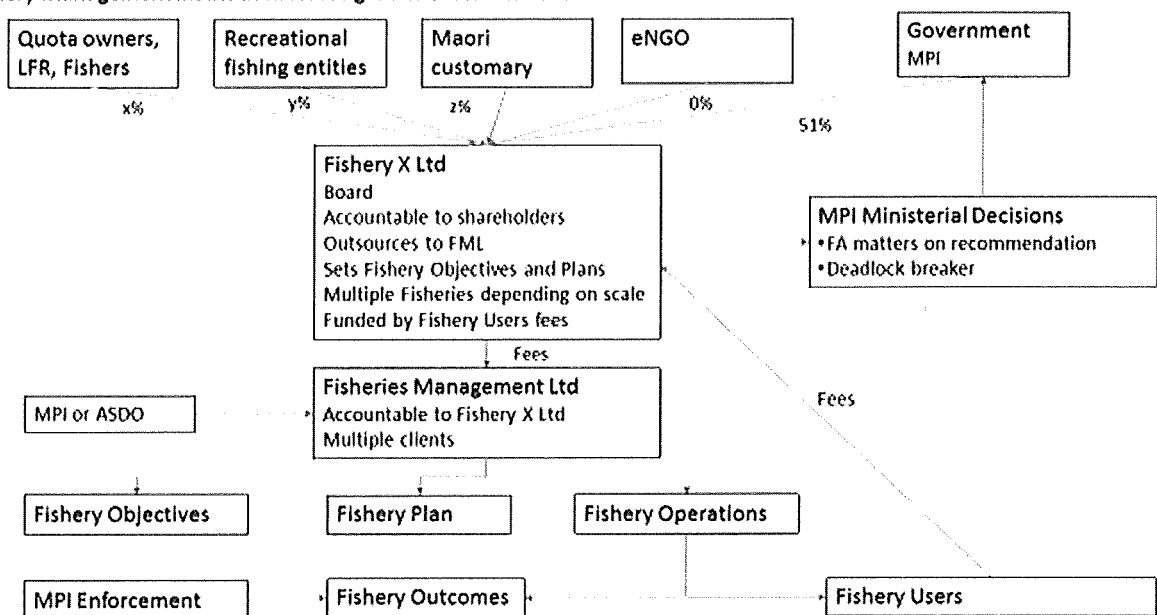 Quota owners,
LFR, Fishers
Recreational
fishing entities
Maori
customary
eNGO
Government
MPI
x%
y%
z%
0%
51%
Fishery X Ltd
Board
Accountable to shareholders
Outsources to FML
Sets Fishery Objectives and Plans
Multiple Fisheries depending on scale
Funded by Fishery Users fees
MPI Ministerial Decisions
•FA matters on recommendation
•Deadlock breaker
Fees
Fisheries Management Ltd
Accountable to Fishery X Ltd
Multiple clients
MPI or ASDO
Fees
Fishery Objectives
Fishery Plan
Fishery Operations
MPI Enforcement
Fishery Outcomes
Fishery Users